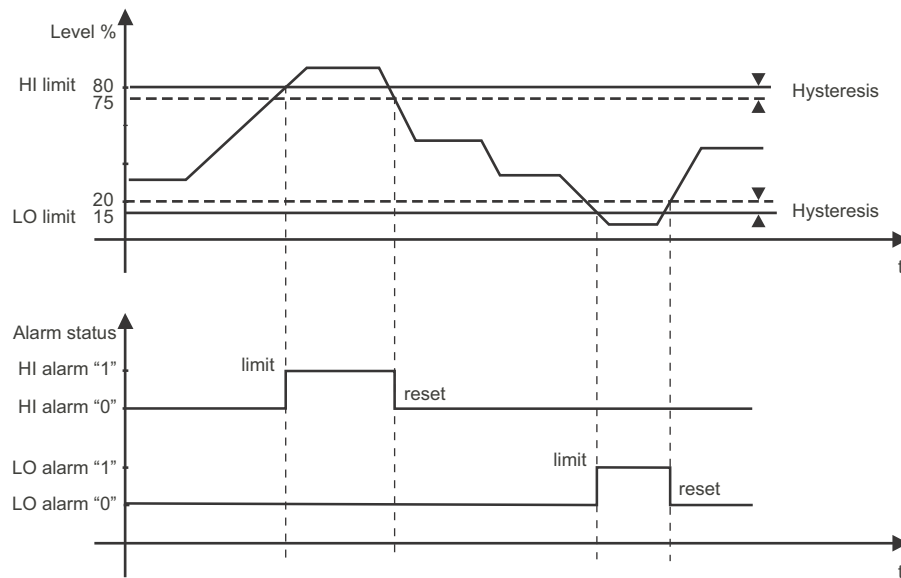 Level %
HI limit 80
75
Hysteresis
20
LO limit 15
Hysteresis
t
Alarm status
HI alarm “1”
limit
HI alarm “0”
reset
LO alarm “1”
limit
LO alarm “0”
reset
t